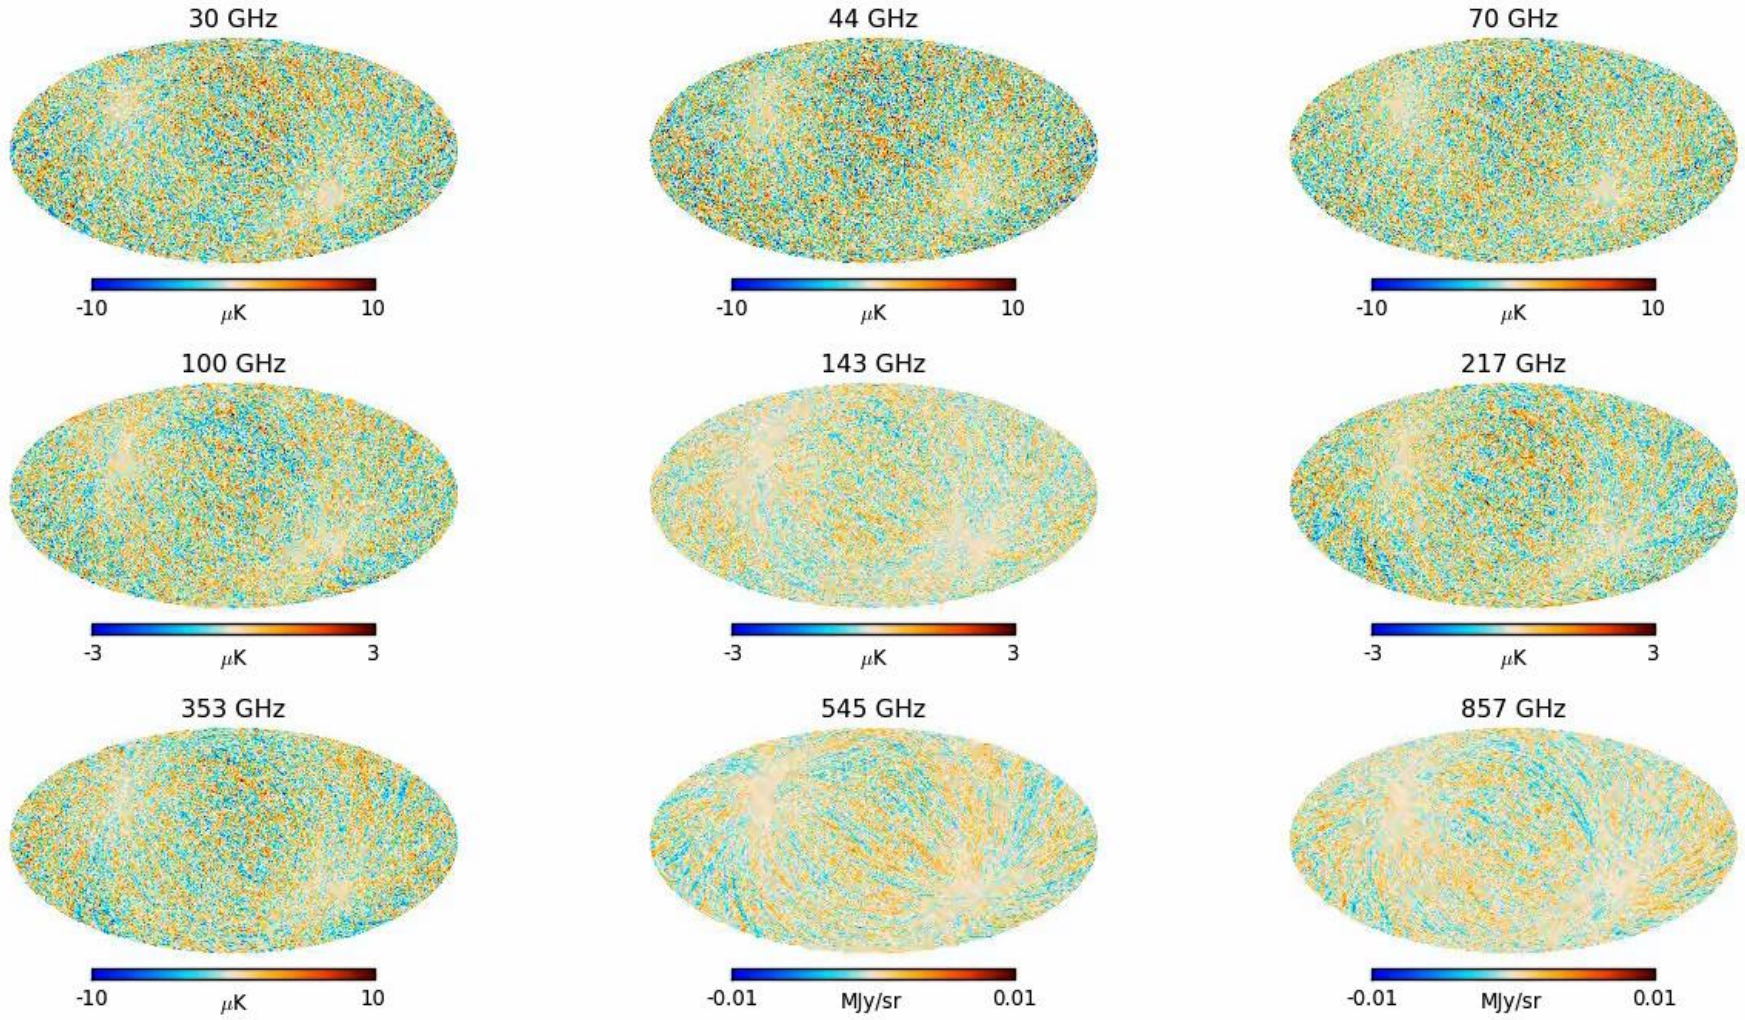 30 GHz
44 GHz
70 GHz
-10 μK 10
-10 μK 10
-10 μK 10
100 GHz
143 GHz
217 GHz
-3 μK 3
-3 μK 3
-3 μK 3
353 GHz
545 GHz
857 GHz
-10 μK 10
-0.01 MJy/sr 0.01
-0.01 MJy/sr 0.01